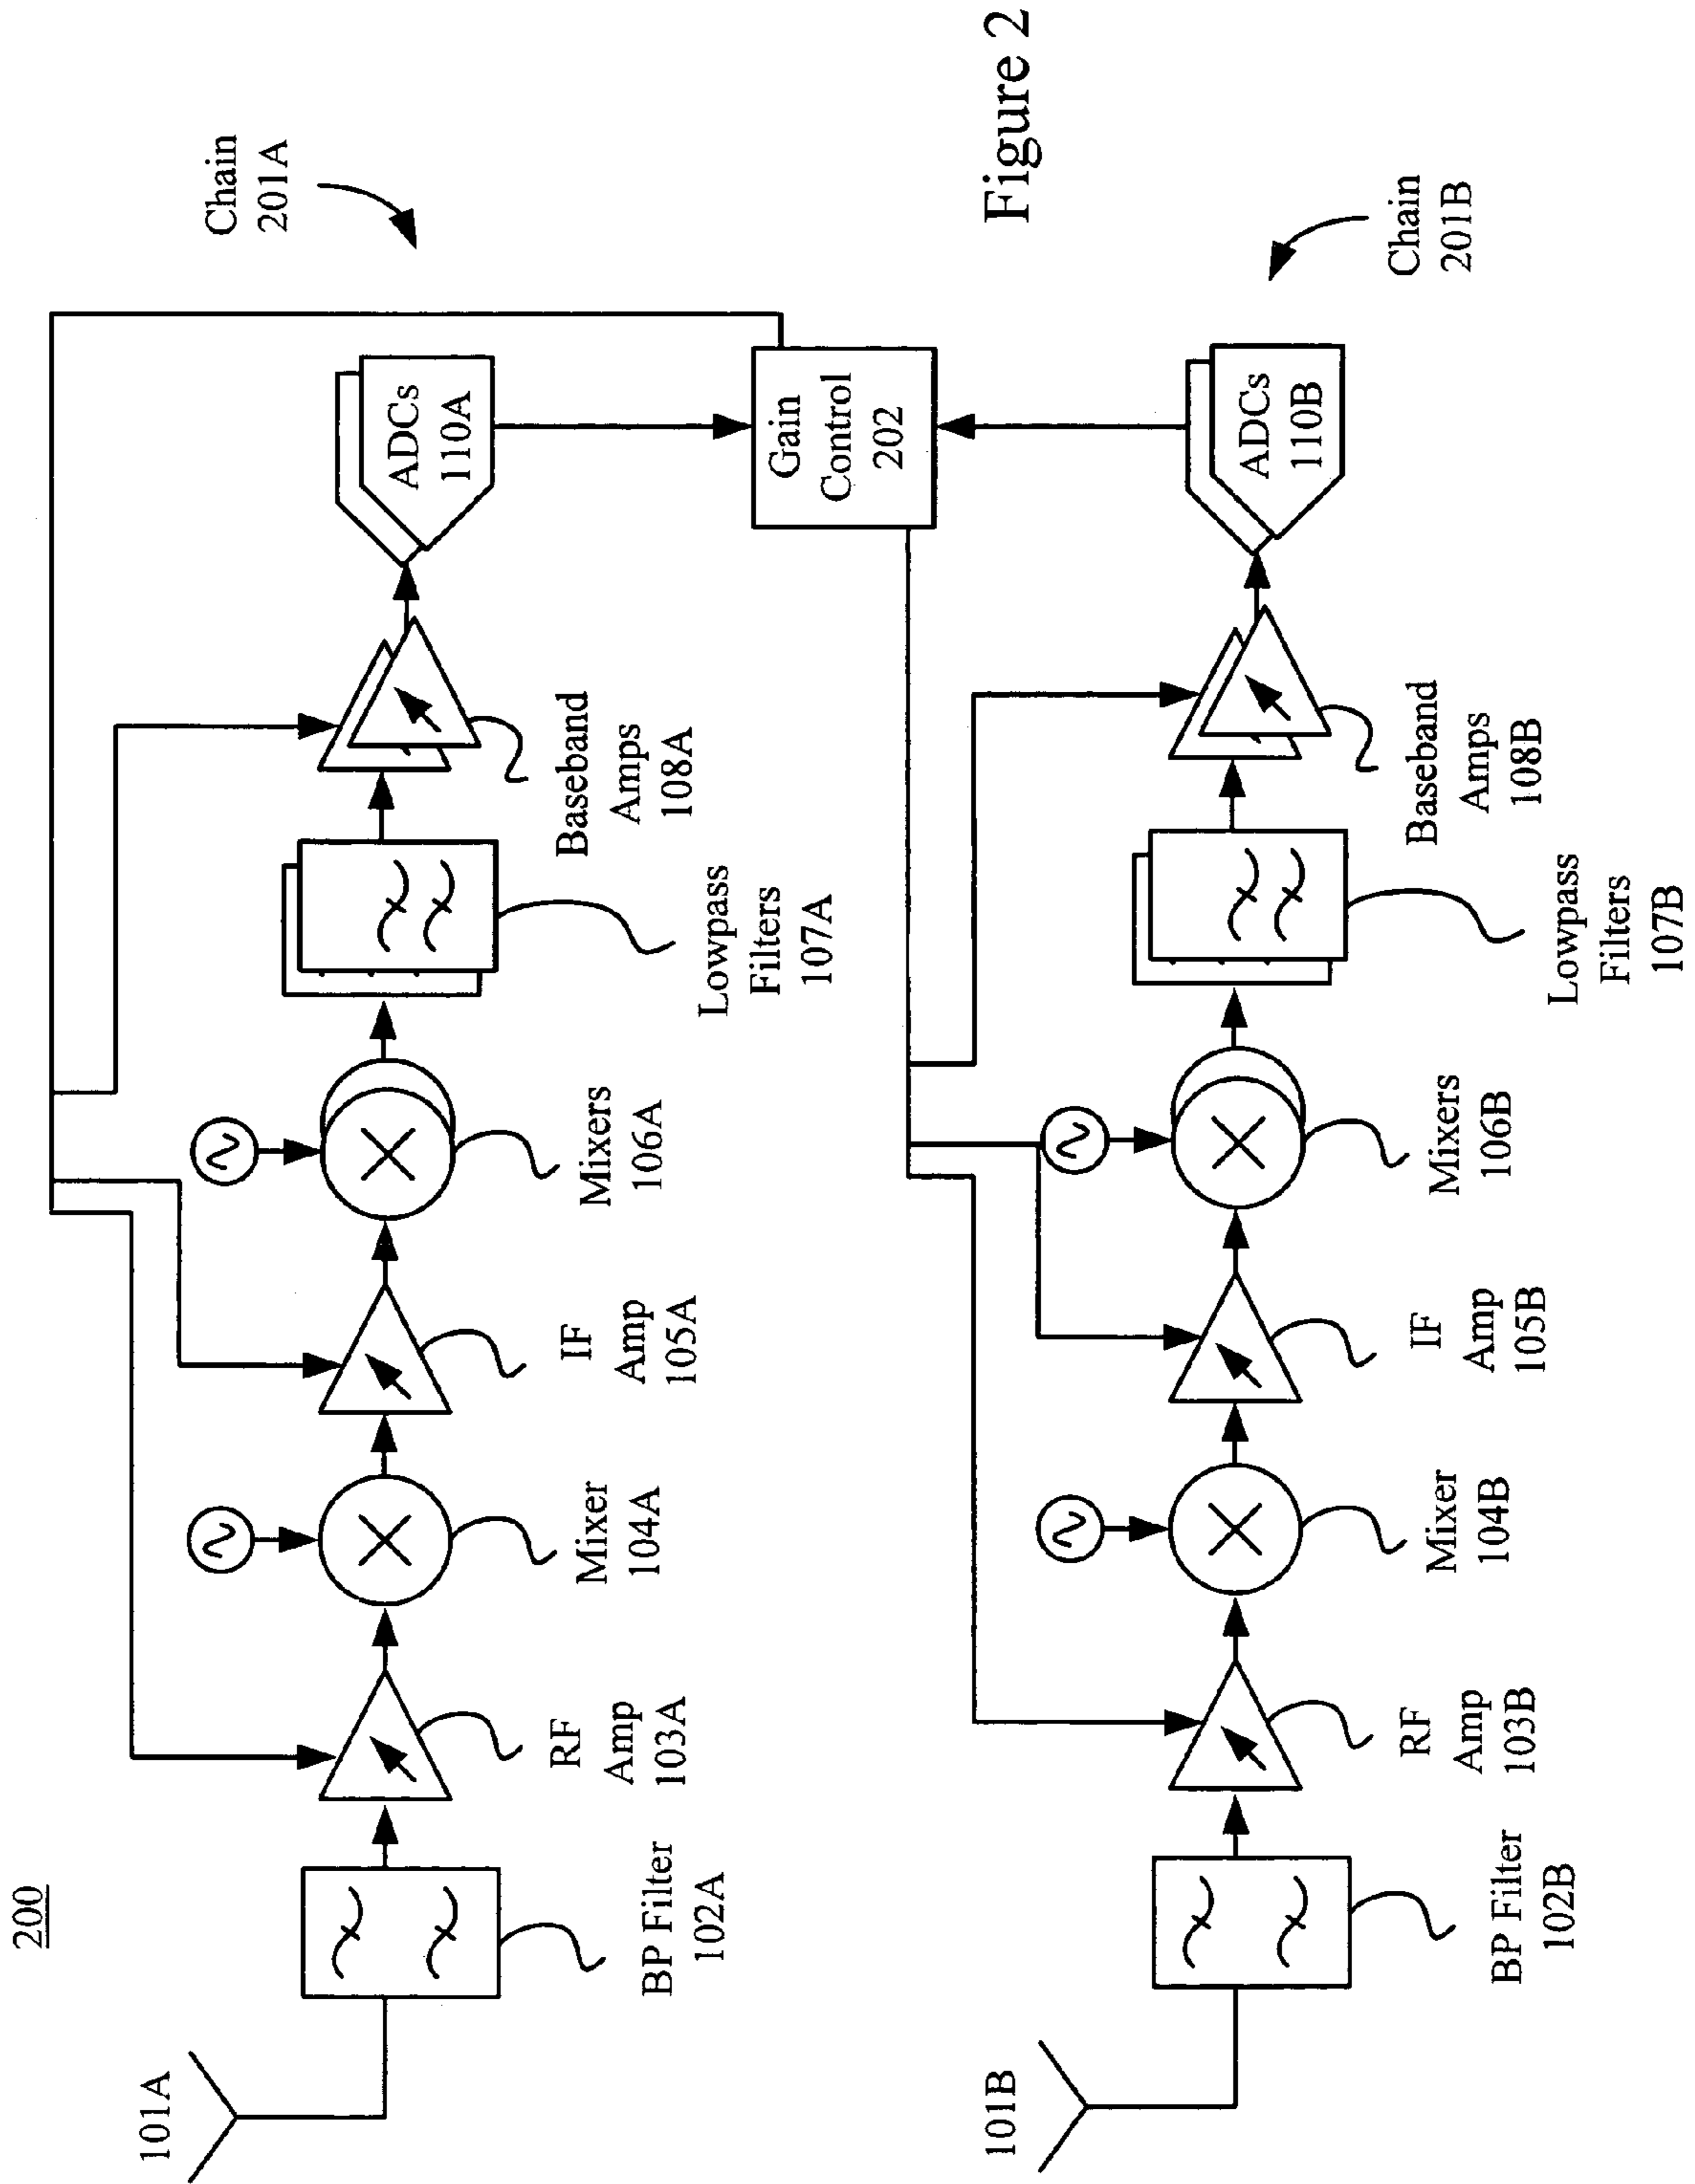 200
Chain
201A
101A
BP Filter
102A
RF
Amp
103A
Mixer
104A
IF
Amp
105A
Mixers
106A
Lowpass
Filters
107A
Baseband
Amps
108A
ADCs
110A
Gain
Control
202
101B
BP Filter
102B
RF
Amp
103B
Mixer
104B
IF
Amp
105B
Mixers
106B
Lowpass
Filters
107B
Baseband
Amps
108B
ADCs
110B
Chain
201B
Figure 2